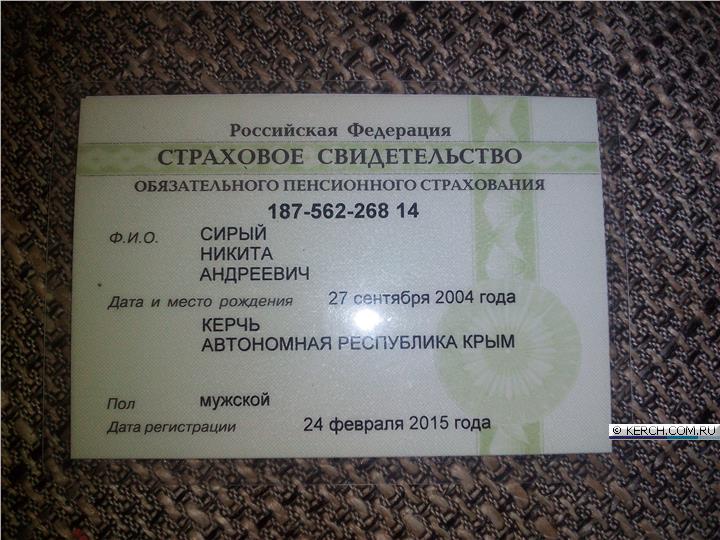 Российская Федерация
СТРАХОВОЕ СВИДЕТЕЛЬСТВО
ОБЯЗАТЕЛЬНОГО ПЕНСИОННОГО СТРАХОВАНИЯ
187-562-268 14
Ф.И.О. СИРЫЙ
НИКИТА
АНДРЕЕВИЧ
Дата и место рождения 27 сентября 2004 года
КЕРЧЬ
АВТОНОМНАЯ РЕСПУБЛИКА КРЫМ
Пол мужской
Дата регистрации 24 февраля 2015 года
© KERCH.COM.RU